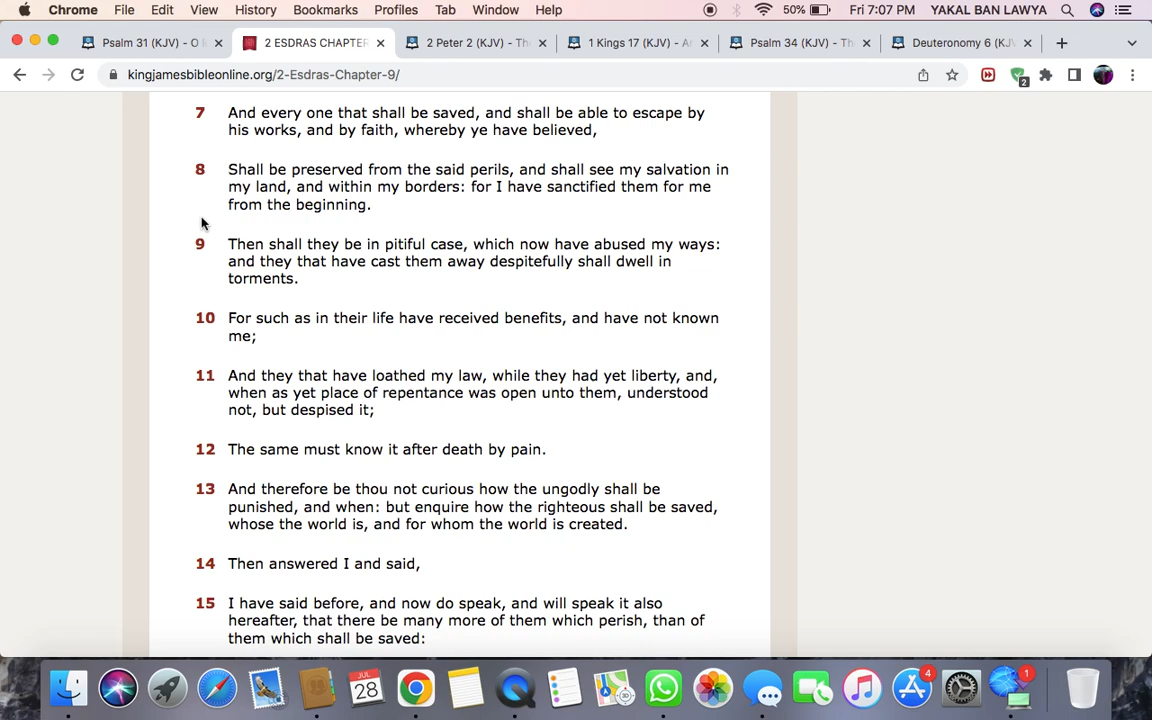 Chrome File Edit View History Bookmarks Profiles Tab Window Help 50% Fri 7:07 PM YAKAL BAN LAWYA
Psalm 31 (KJV) - O l
2 ESDRAS CHAPTER
2 Peter 2 (KJV) - Th
1 Kings 17 (KJV) - A
Psalm 34 (KJV) - Th
Deuteronomy 6 (KJV
kingjamesbibleonline.org/2-Esdras-Chapter-9/
2
7 And every one that shall be saved, and shall be able to escape by
his works, and by faith, whereby ye have believed,
8 Shall be preserved from the said perils, and shall see my salvation in
my land, and within my borders: for I have sanctified them for me
from the beginning.
9 Then shall they be in pitiful case, which now have abused my ways:
and they that have cast them away despitefully shall dwell in
torments.
10 For such as in their life have received benefits, and have not known
me;
11 And they that have loathed my law, while they had yet liberty, and,
when as yet place of repentance was open unto them, understood
not, but despised it;
12 The same must know it after death by pain.
13 And therefore be thou not curious how the ungodly shall be
punished, and when: but enquire how the righteous shall be saved,
whose the world is, and for whom the world is created.
14 Then answered I and said,
15 I have said before, and now do speak, and will speak it also
hereafter, that there be many more of them which perish, than of
them which shall be saved:
JUL
28
3D
4
1